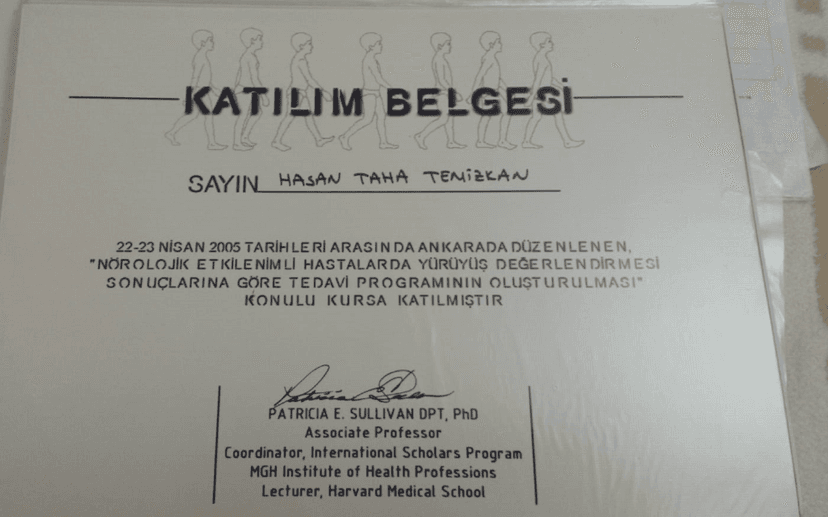 KATILIM BELGESİ
SAYIN HASAN TAHA TEMİZKAN
22-23 NİSAN 2005 TARİHLERİ ARASINDA ANKARADA DÜZENLENEN,
"NÖROLOJİK ETKİLENİMLİ HASTALARDA YÜRÜYÜŞ DEĞERLENDİRMESİ
SONUÇLARINA GÖRE TEDAVİ PROGRAMININ OLUŞTURULMASI"
KONULU KURSA KATILMIŞTIR
PATRICIA E. SULLIVAN DPT, PhD
Associate Professor
Coordinator, International Scholars Program
MGH Institute of Health Professions
Lecturer, Harvard Medical School